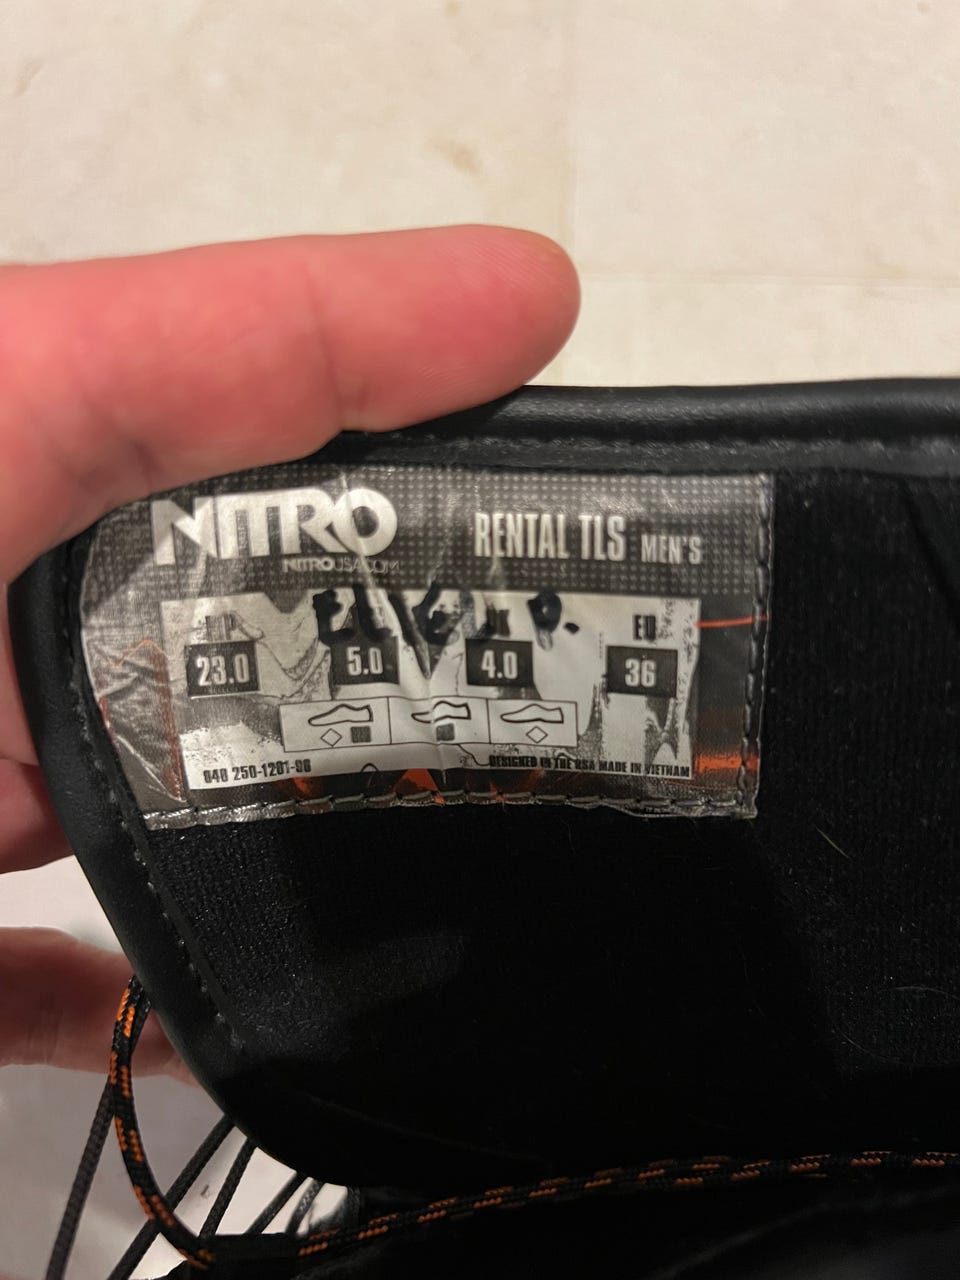 NITRO
NITROUSA.COM
RENTAL TLS MEN'S
EU
23.0 5.0 4.0 36
DESIGNED IN THE USA MADE IN VIETNAM